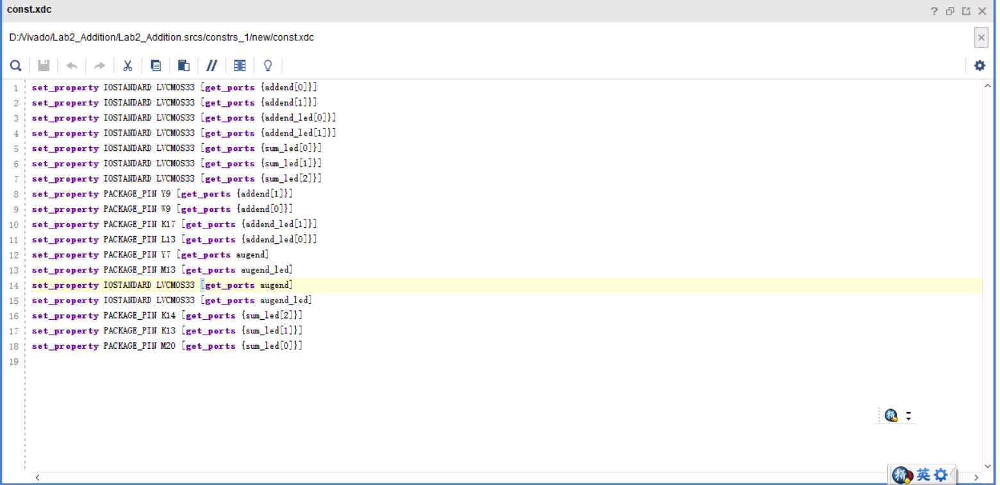 const.xdc
D:/Vivado/Lab2_Addition/Lab2_Addition.srcs/constrs_1/new/const.xdc
1 set_property IOSTANDARD LVCMOS33 [get_ports {addend[0]}]
2 set_property IOSTANDARD LVCMOS33 [get_ports {addend[1]}]
3 set_property IOSTANDARD LVCMOS33 [get_ports {addend_led[0]}]
4 set_property IOSTANDARD LVCMOS33 [get_ports {addend_led[1]}]
5 set_property IOSTANDARD LVCMOS33 [get_ports {sum_led[0]}]
6 set_property IOSTANDARD LVCMOS33 [get_ports {sum_led[1]}]
7 set_property IOSTANDARD LVCMOS33 [get_ports {sum_led[2]}]
8 set_property PACKAGE_PIN Y9 [get_ports {addend[1]}]
9 set_property PACKAGE_PIN W9 [get_ports {addend[0]}]
10 set_property PACKAGE_PIN K17 [get_ports {addend_led[1]}]
11 set_property PACKAGE_PIN L13 [get_ports {addend_led[0]}]
12 set_property PACKAGE_PIN Y7 [get_ports augend]
13 set_property PACKAGE_PIN M13 [get_ports augend_led]
14 set_property IOSTANDARD LVCMOS33 [get_ports augend]
15 set_property IOSTANDARD LVCMOS33 [get_ports augend_led]
16 set_property PACKAGE_PIN K14 [get_ports {sum_led[2]}]
17 set_property PACKAGE_PIN K13 [get_ports {sum_led[1]}]
18 set_property PACKAGE_PIN M20 [get_ports {sum_led[0]}]
19
拼
拼 英